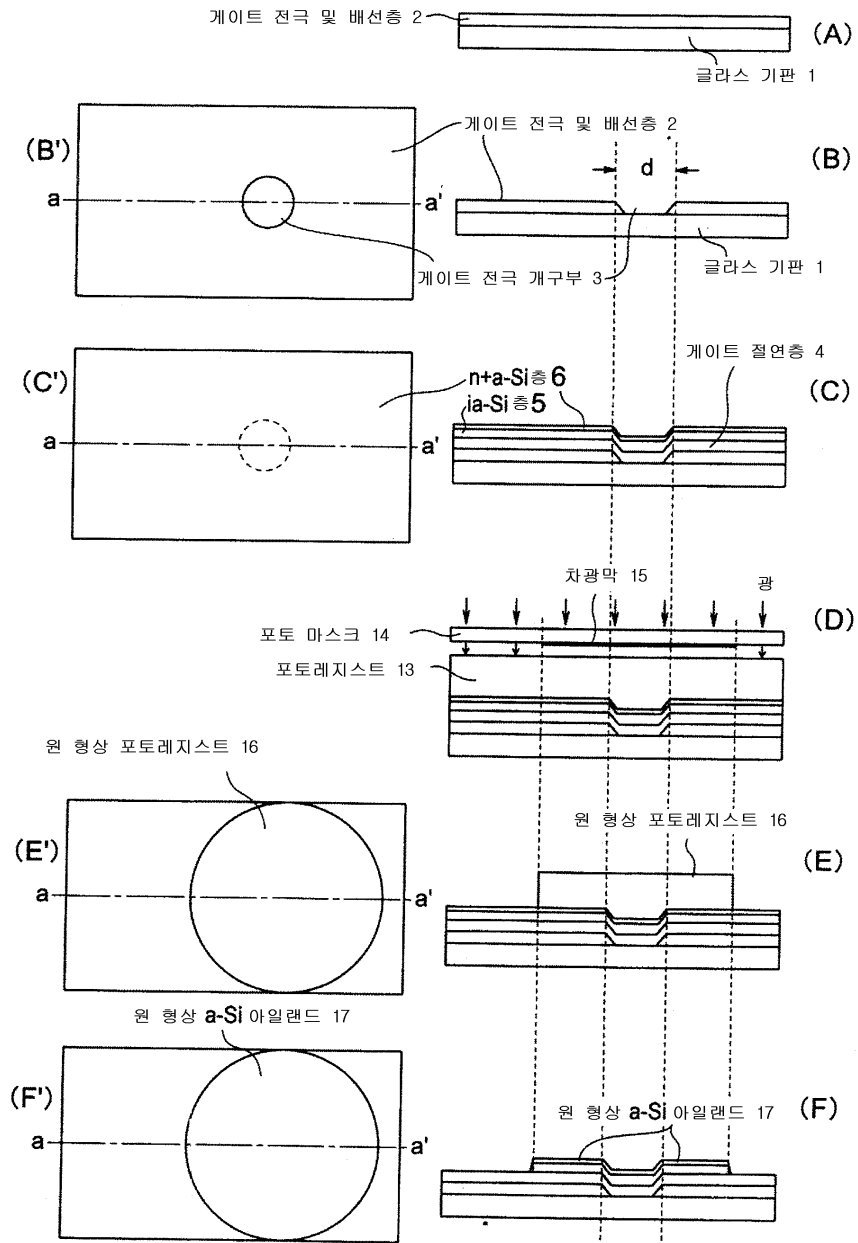 게이트 전극 및 배선층 2
(A)
글라스 기판 1
(B')
게이트 전극 및 배선층 2
(B)
d
a
a'
게이트 전극 개구부 3
글라스 기판 1
(C')
n+a-Si층6
ia-Si층5
게이트 절연층 4
(C)
a
a'
차광막 15
광
(D)
포토 마스크 14
포토레지스트 13
원 형상 포토레지스트 16
원 형상 포토레지스트 16
(E')
(E)
a
a'
원 형상 a-Si 아일랜드 17
(F')
원 형상 a-Si 아일랜드 17
(F)
a
a'